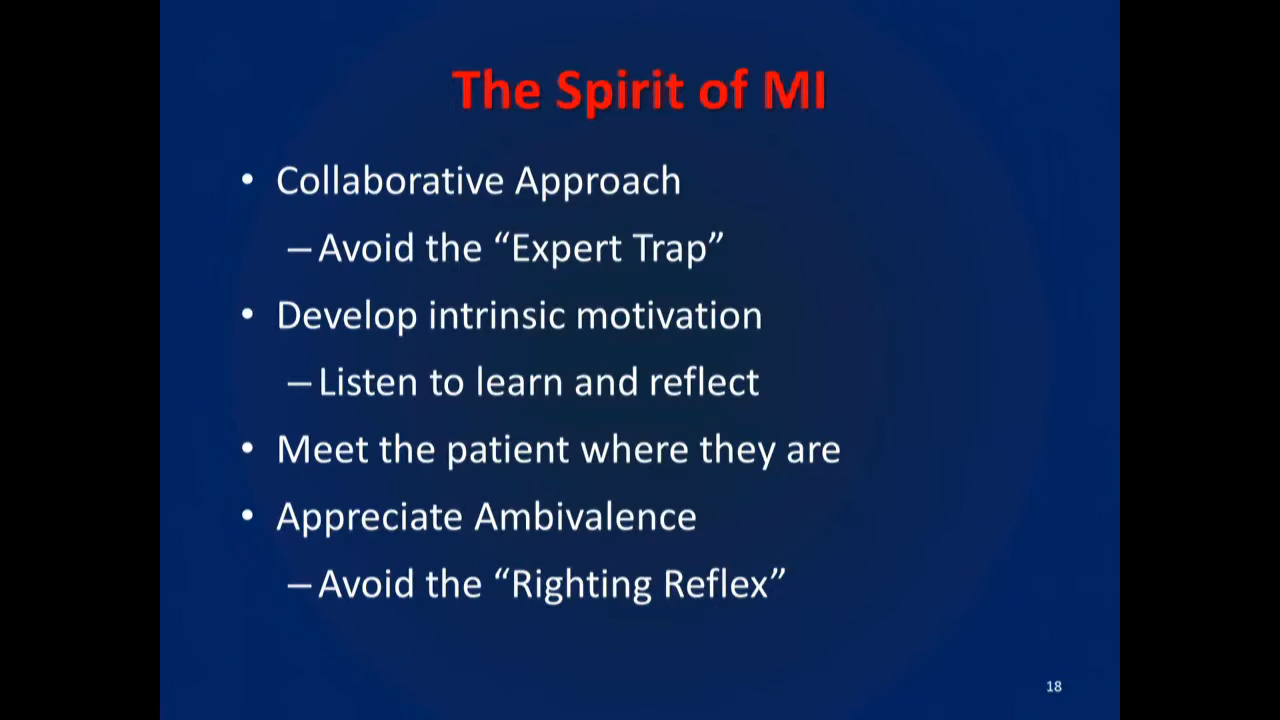 The Spirit of MI
• Collaborative Approach
–Avoid the “Expert Trap”
• Develop intrinsic motivation
–Listen to learn and reflect
• Meet the patient where they are
• Appreciate Ambivalence
–Avoid the “Righting Reflex”
18